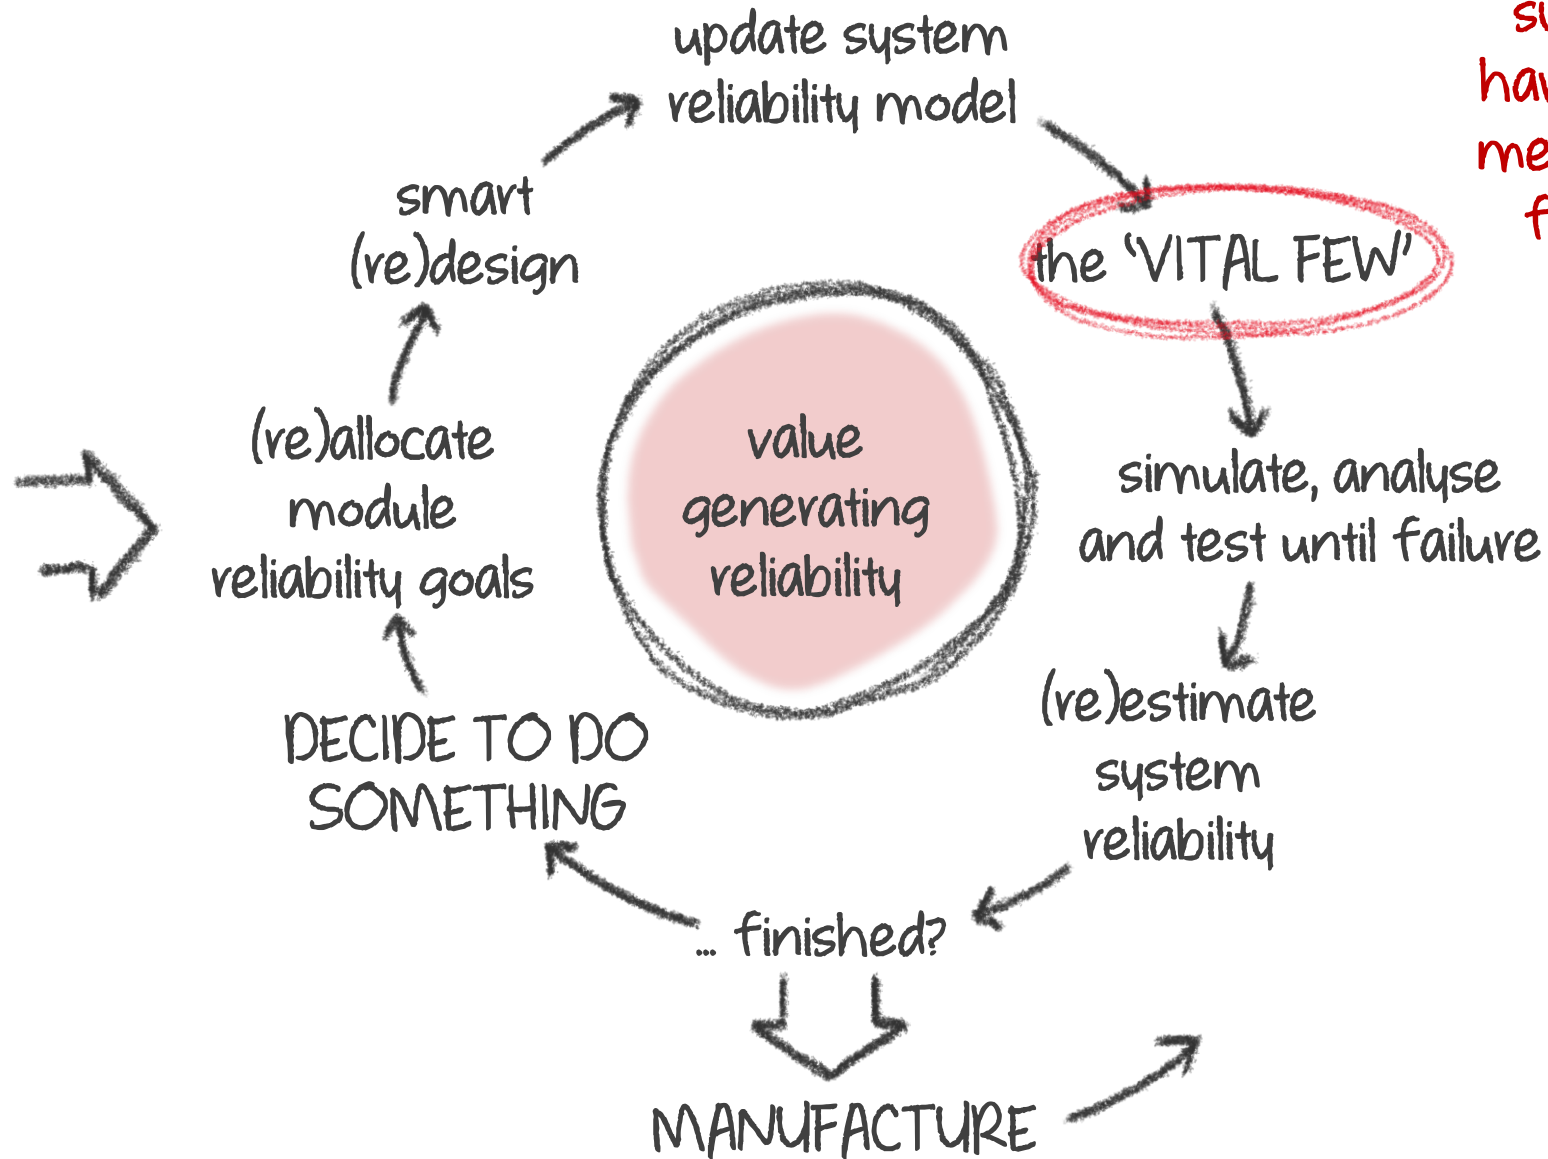 update system
reliability model
smart
(re)design
the 'VITAL FEW'
(re)allocate
module
reliability goals
value
generating
reliability
simulate, analyse
and test until failure
DECIDE TO DO
SOMETHING
(re)estimate
system
reliability
... finished?
MANUFACTURE